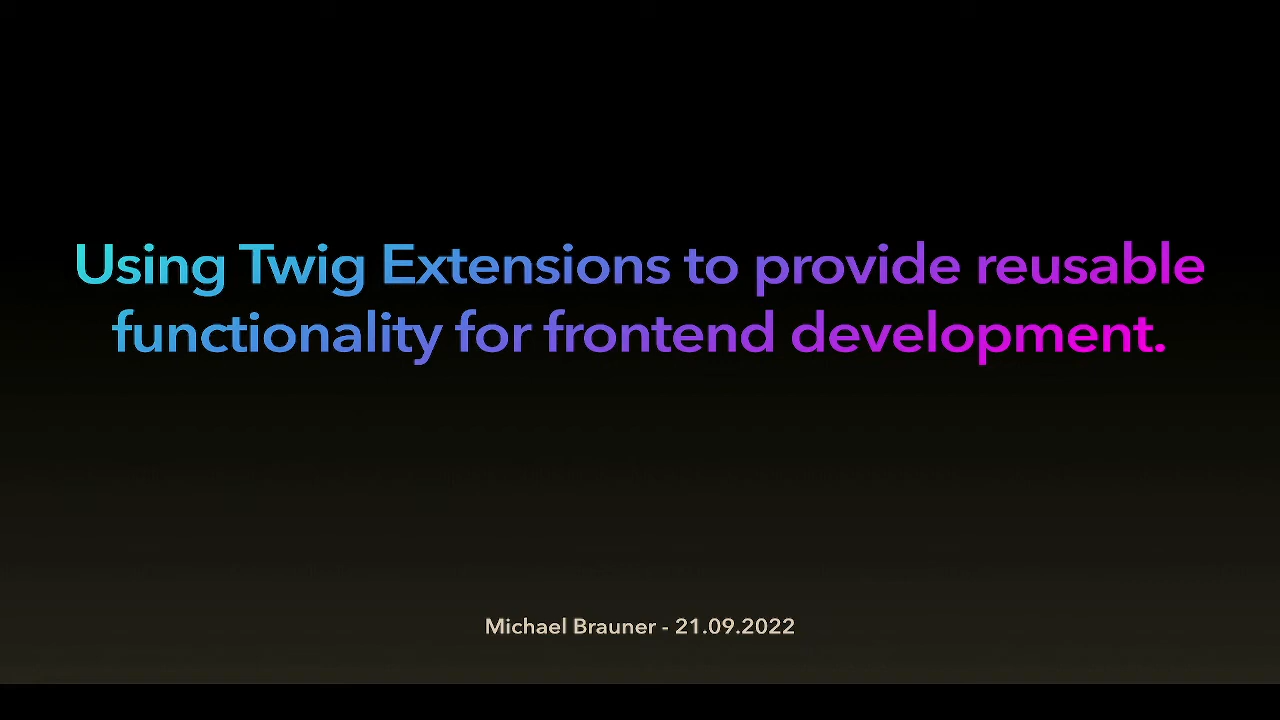 Using Twig Extensions to provide reusable
functionality for frontend development.
Michael Brauner - 21.09.2022